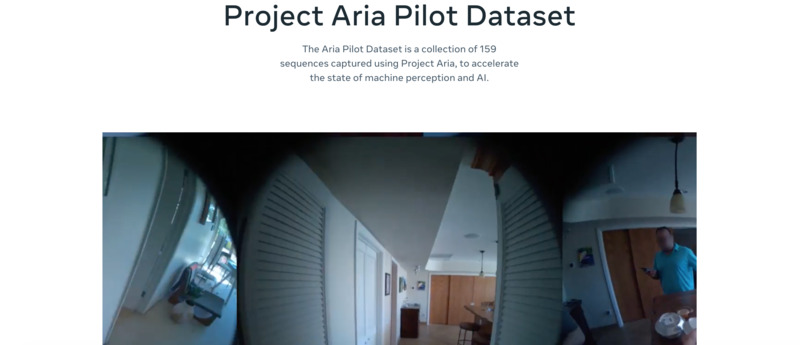 Project Aria Pilot Dataset
The Aria Pilot Dataset is a collection of 159
sequences captured using Project Aria, to accelerate
the state of machine perception and AI.